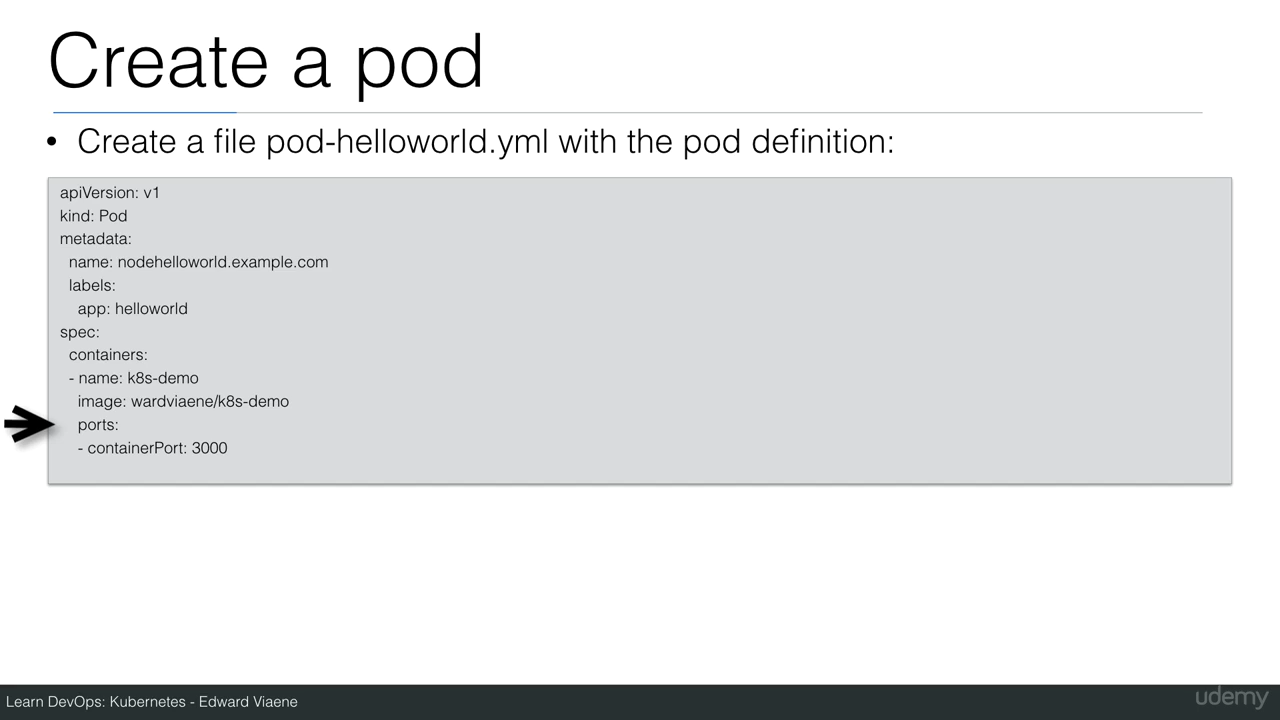 Create a pod
• Create a file pod-helloworld.yml with the pod definition:
apiVersion: v1
kind: Pod
metadata:
  name: nodehelloworld.example.com
  labels:
    app: helloworld
spec:
  containers:
  - name: k8s-demo
    image: wardviaene/k8s-demo
    ports:
    - containerPort: 3000
Learn DevOps: Kubernetes - Edward Viaene
udemy